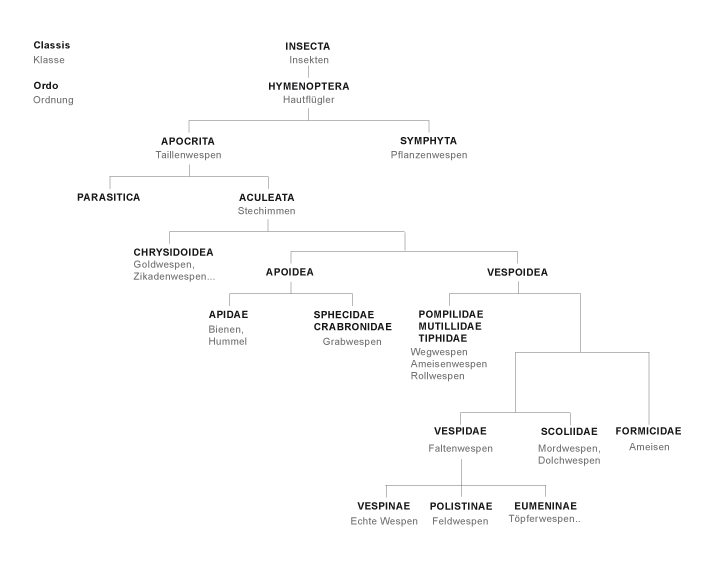 Classis
Klasse
INSECTA
Insekten
Ordo
Ordnung
HYMENOPTERA
Hautflügler
APOCRITA
Taillenwespen
SYMPHYTA
Pflanzenwespen
PARASITICA
ACULEATA
Stechimmen
CHRYSIDOIDEA
Goldwespen,
Zikadenwespen...
APOIDEA
VESPOIDEA
APIDAE
Bienen,
Hummel
SPHECIDAE
CRABRONIDAE
Grabwespen
POMPILIDAE
MUTILLIDAE
TIPHIDAE
Wegwespen
Ameisenwespen
Rollwespen
VESPIDAE
Faltenwespen
SCOLIIDAE
Mordwespen,
Dolchwespen
FORMICIDAE
Ameisen
VESPINAE
Echte Wespen
POLISTINAE
Feldwespen
EUMENINAE
Töpferwespen..